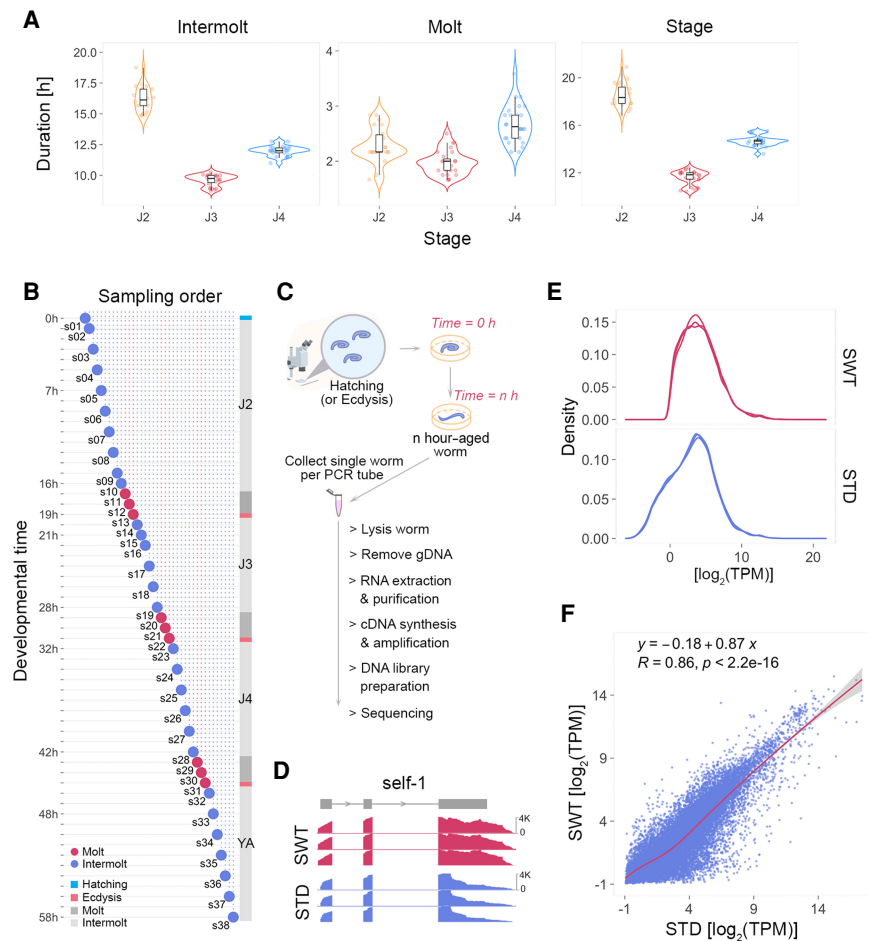 A
Intermolt
Molt
Stage
Duration [h]
20.0
17.5
15.0
12.5
10.0
4
3
2
20
16
12
J2
J3
J4
J2
J3
J4
J2
J3
J4
Stage
B
Sampling order
Developmental time
0h
7h
16h
19h
21h
28h
32h
42h
48h
58h
s01
s02
s03
s04
s05
s06
s07
s08
s09
s10
s11
s12
s13
s14
s15
s16
s17
s18
s19
s20
s21
s22
s23
s24
s25
s26
s27
s28
s29
s30
s31
s32
s33
s34
s35
s36
s37
s38
J2
J3
J4
YA
Molt
Intermolt
Hatching
Ecdysis
Molt
Intermolt
C
Time = 0 h
Hatching
(or Ecdysis)
Time = n h
n hour-aged
worm
Collect single worm
per PCR tube
> Lysis worm
> Remove gDNA
> RNA extraction
& purification
> cDNA synthesis
& amplification
> DNA library
preparation
> Sequencing
D
self-1
SWT
4K
0
STD
4K
0
E
Density
0.15
0.10
0.05
0.00
SWT
0.10
0.05
0.00
STD
0
10
20
[log2(TPM)]
F
y = −0.18 + 0.87 x
R = 0.86, p < 2.2e-16
SWT [log2(TPM)]
14
9
4
-1
-1
4
9
14
STD [log2(TPM)]